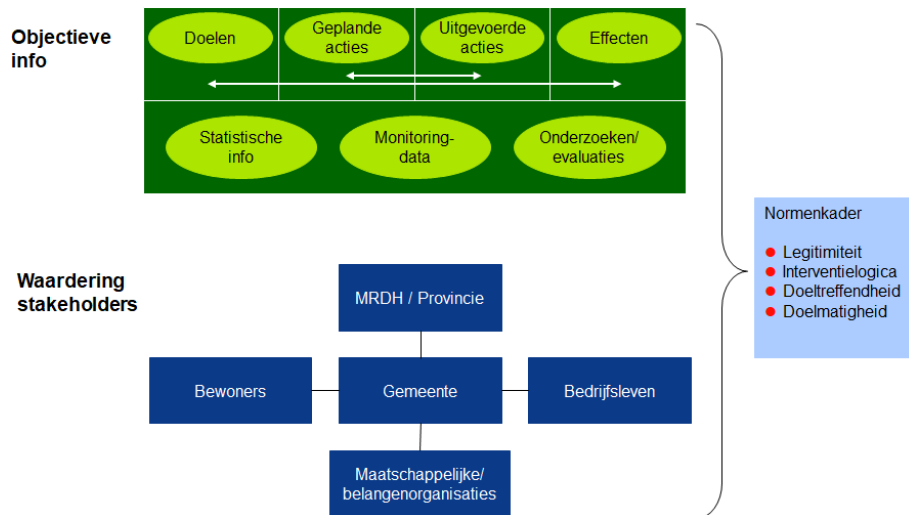 Objectieve
info
Doelen
Geplande
acties
Uitgevoerde
acties
Effecten
Statistische
info
Monitoring-
data
Onderzoeken/
evaluaties
Normenkader
Legitimiteit
Interventielogica
Doeltreffendheid
Doelmatigheid
Waardering
stakeholders
MRDH / Provincie
Bewoners
Gemeente
Bedrijfsleven
Maatschappelijke/
belangenorganisaties